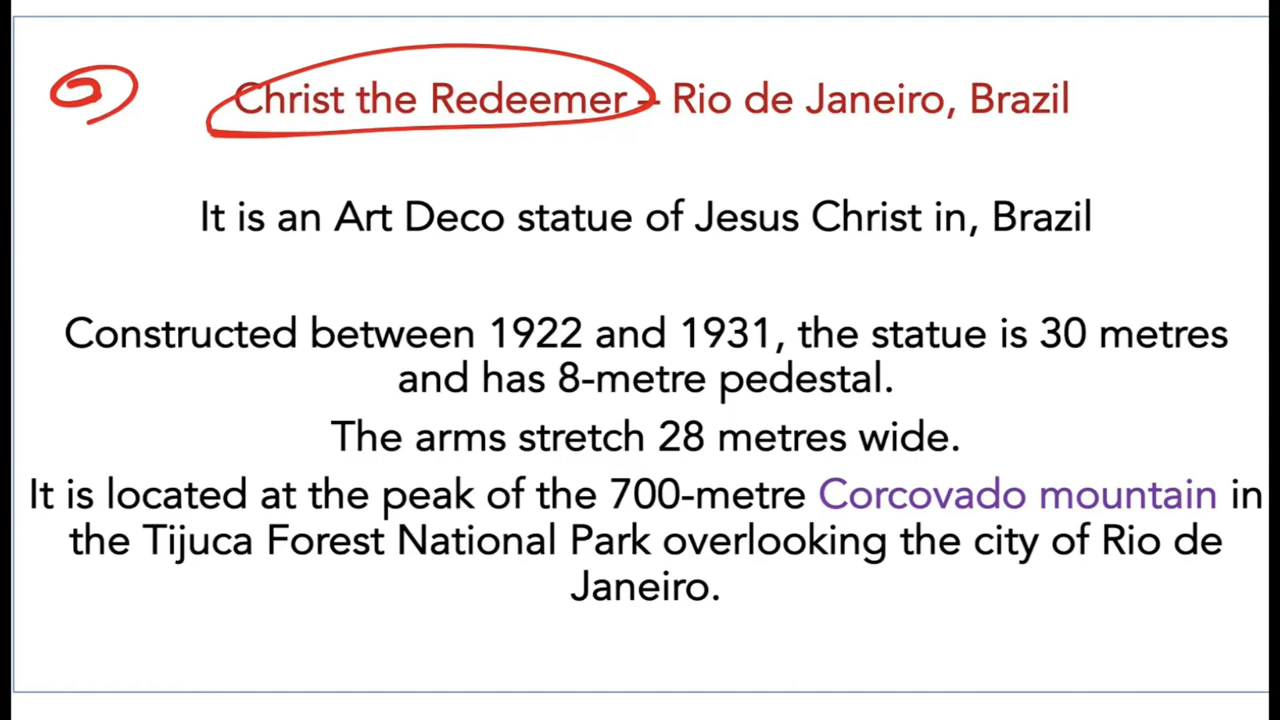 Christ the Redeemer – Rio de Janeiro, Brazil
It is an Art Deco statue of Jesus Christ in, Brazil
Constructed between 1922 and 1931, the statue is 30 metres
and has 8-metre pedestal.
The arms stretch 28 metres wide.
It is located at the peak of the 700-metre Corcovado mountain in
the Tijuca Forest National Park overlooking the city of Rio de
Janeiro.